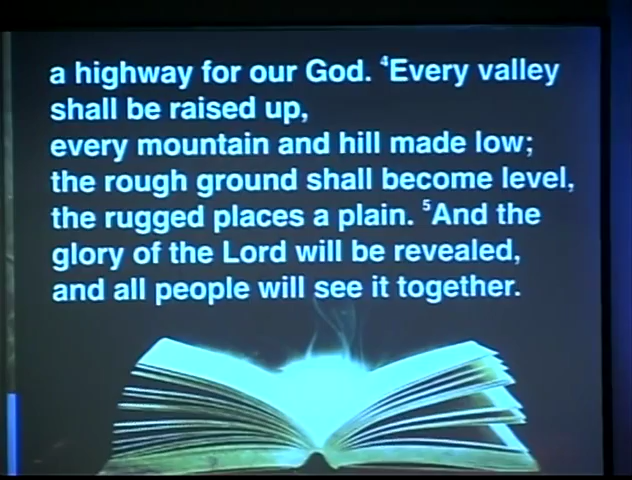 a highway for our God. ⁴Every valley
shall be raised up,
every mountain and hill made low;
the rough ground shall become level,
the rugged places a plain. ⁵And the
glory of the Lord will be revealed,
and all people will see it together.